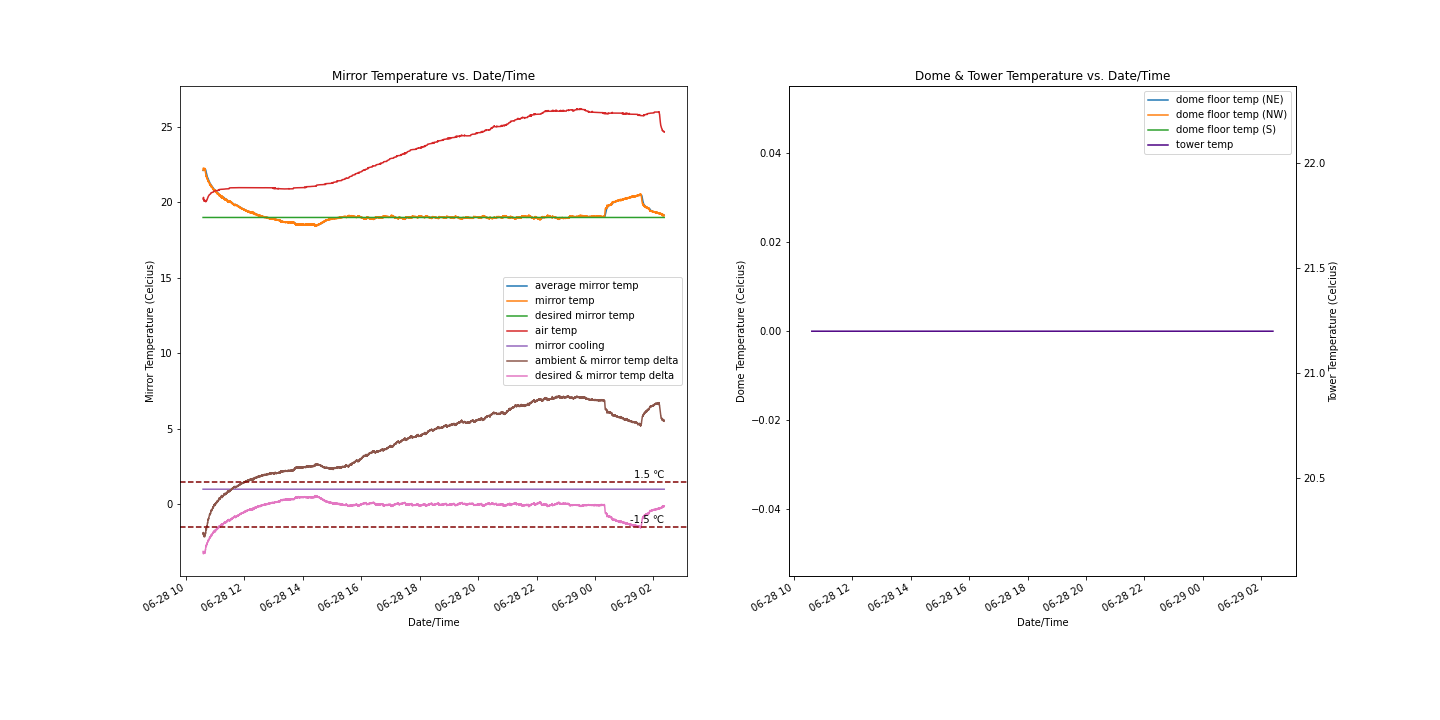 Mirror Temperature vs. Date/Time
Mirror Temperature (Celcius)
25
20
15
10
5
0
average mirror temp
mirror temp
desired mirror temp
air temp
mirror cooling
ambient & mirror temp delta
desired & mirror temp delta
1.5 °C
-1.5 °C
06-28 10
06-28 12
06-28 14
06-28 16
06-28 18
06-28 20
06-28 22
06-29 00
06-29 02
Date/Time
Dome & Tower Temperature vs. Date/Time
Dome Temperature (Celcius)
0.04
0.02
0.00
−0.02
−0.04
dome floor temp (NE)
dome floor temp (NW)
dome floor temp (S)
tower temp
22.0
21.5
21.0
20.5
Tower Temperature (Celcius)
06-28 10
06-28 12
06-28 14
06-28 16
06-28 18
06-28 20
06-28 22
06-29 00
06-29 02
Date/Time